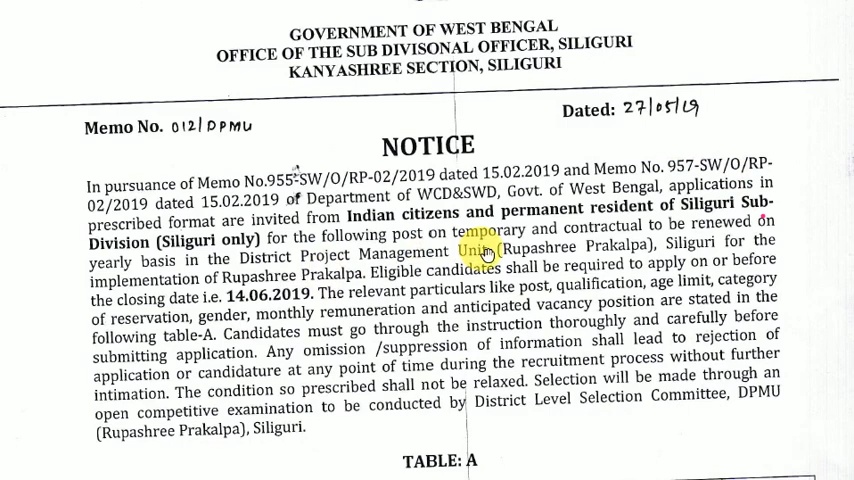 GOVERNMENT OF WEST BENGAL
OFFICE OF THE SUB DIVISONAL OFFICER, SILIGURI
KANYASHREE SECTION, SILIGURI
Memo No. 012/DPMU
Dated: 27/05/19
NOTICE
In pursuance of Memo No.955-SW/O/RP-02/2019 dated 15.02.2019 and Memo No. 957-SW/O/RP-
02/2019 dated 15.02.2019 of Department of WCD&SWD, Govt. of West Bengal, applications in
prescribed format are invited from Indian citizens and permanent resident of Siliguri Sub-
Division (Siliguri only) for the following post on temporary and contractual to be renewed on
yearly basis in the District Project Management Unit (Rupashree Prakalpa), Siliguri for the
implementation of Rupashree Prakalpa. Eligible candidates shall be required to apply on or before
the closing date i.e. 14.06.2019. The relevant particulars like post, qualification, age limit, category
of reservation, gender, monthly remuneration and anticipated vacancy position are stated in the
following table-A. Candidates must go through the instruction thoroughly and carefully before
submitting application. Any omission /suppression of information shall lead to rejection of
application or candidature at any point of time during the recruitment process without further
intimation. The condition so prescribed shall not be relaxed. Selection will be made through an
open competitive examination to be conducted by District Level Selection Committee, DPMU
(Rupashree Prakalpa), Siliguri.
TABLE: A